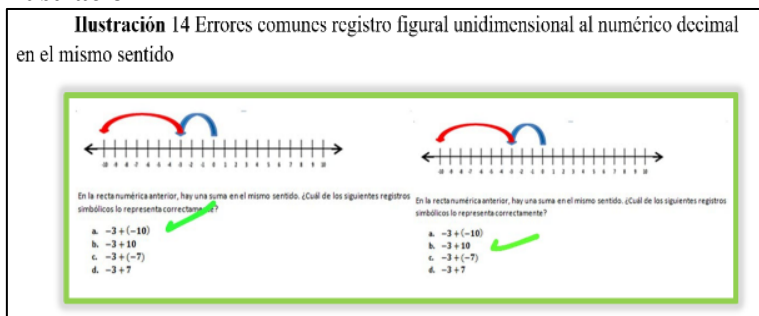 Ilustración 14 Errores comunes registro figural unidimensional al numérico decimal
en el mismo sentido
En la recta numérica anterior, hay una suma en el mismo sentido. ¿Cuál de los siguientes registros
simbólicos lo representa correctamente?
a. −3 + (−10)
b. −3 + 10
c. −3 + (−7)
d. −3 + 7
En la recta numérica anterior, hay una suma en el mismo sentido. ¿Cuál de los siguientes registros
simbólicos lo representa correctamente?
a. −3 + (−10)
b. −3 + 10
c. −3 + (−7)
d. −3 + 7